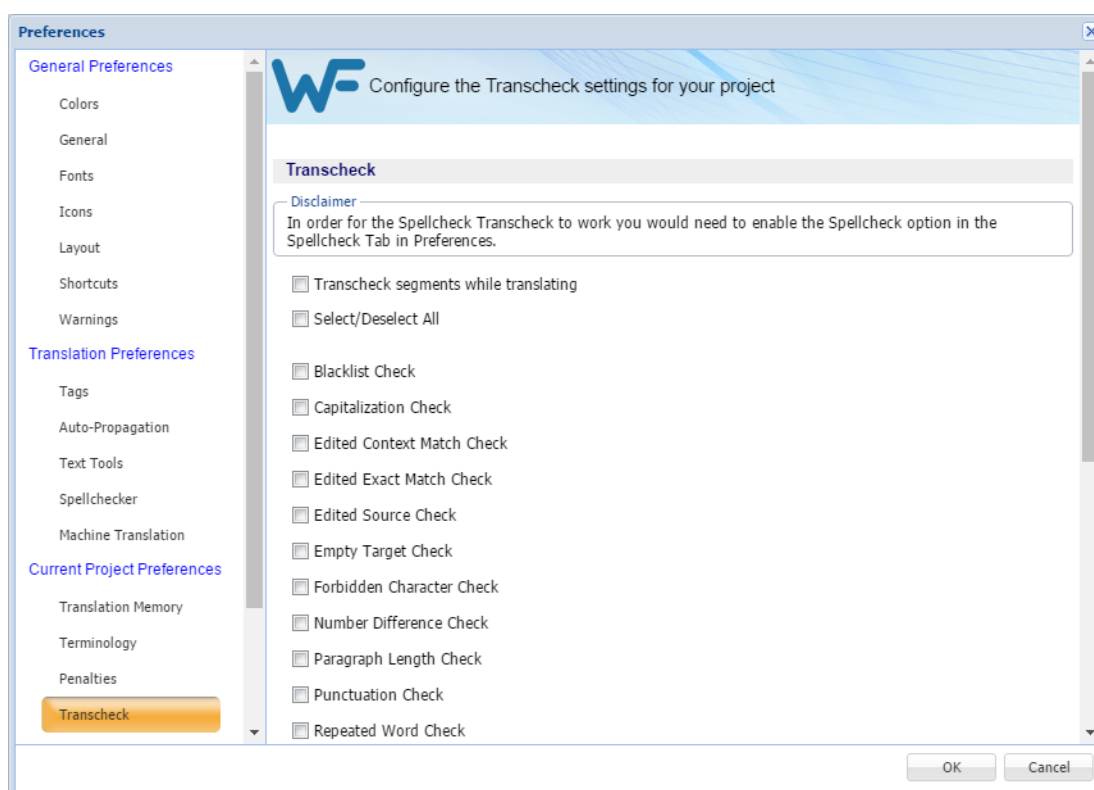 Preferences
General Preferences
Colors
General
Fonts
Icons
Layout
Shortcuts
Warnings
Translation Preferences
Tags
Auto-Propagation
Text Tools
Spellchecker
Machine Translation
Current Project Preferences
Translation Memory
Terminology
Penalties
Transcheck
WF Configure the Transcheck settings for your project
Transcheck
Disclaimer
In order for the Spellcheck Transcheck to work you would need to enable the Spellcheck option in the
Spellcheck Tab in Preferences.
Transcheck segments while translating
Select/Deselect All
Blacklist Check
Capitalization Check
Edited Context Match Check
Edited Exact Match Check
Edited Source Check
Empty Target Check
Forbidden Character Check
Number Difference Check
Paragraph Length Check
Punctuation Check
Repeated Word Check
OK Cancel